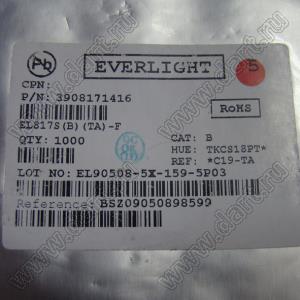 Pb
EVERLIGHT
5
CPN:
P/N: 3908171416
RoHS
EL817S(B)(TA)-F
QTY: 1000
CAT: B
HUE: TKCS18PT*
REF: *C19-TA
LOT NO: EL90508-5X-159-5P03
Reference: BSZ09050898599
www.dart.ru